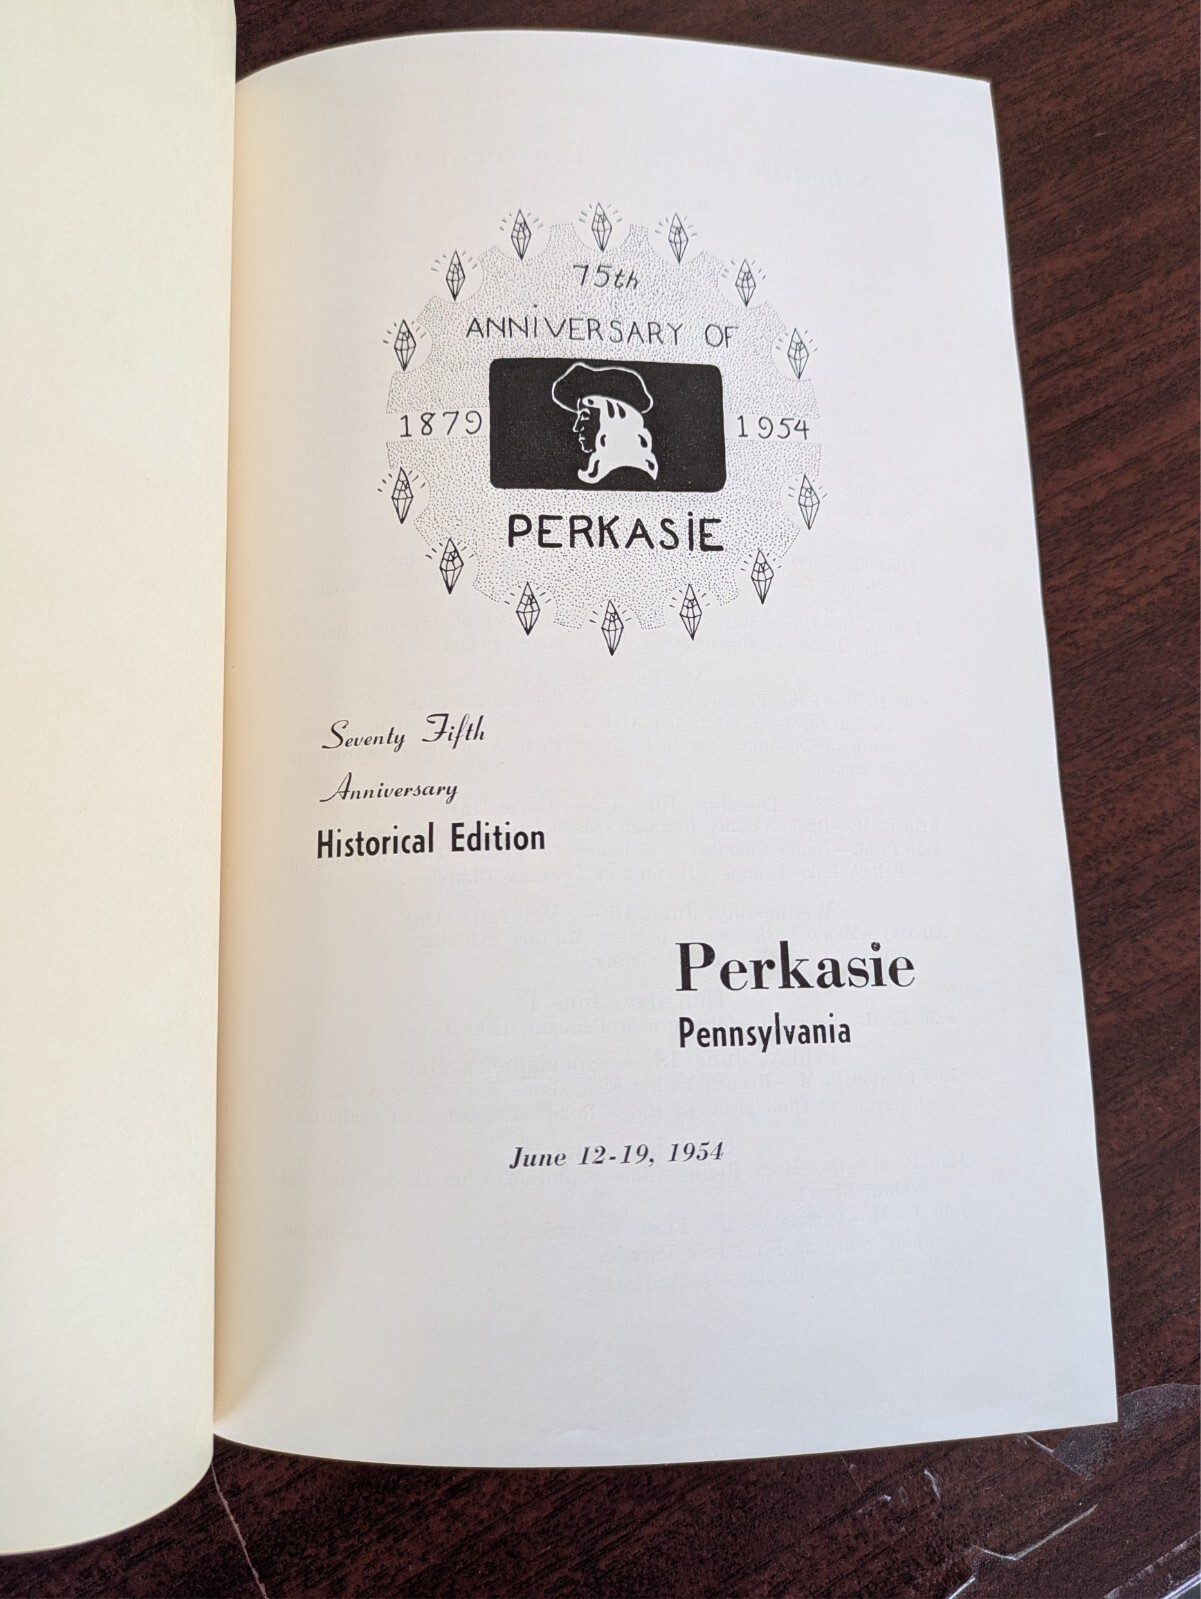 75th
ANNIVERSARY OF
1879 1954
PERKASIE
Seventy Fifth
Anniversary
Historical Edition
Perkasie
Pennsylvania
June 12-19, 1954